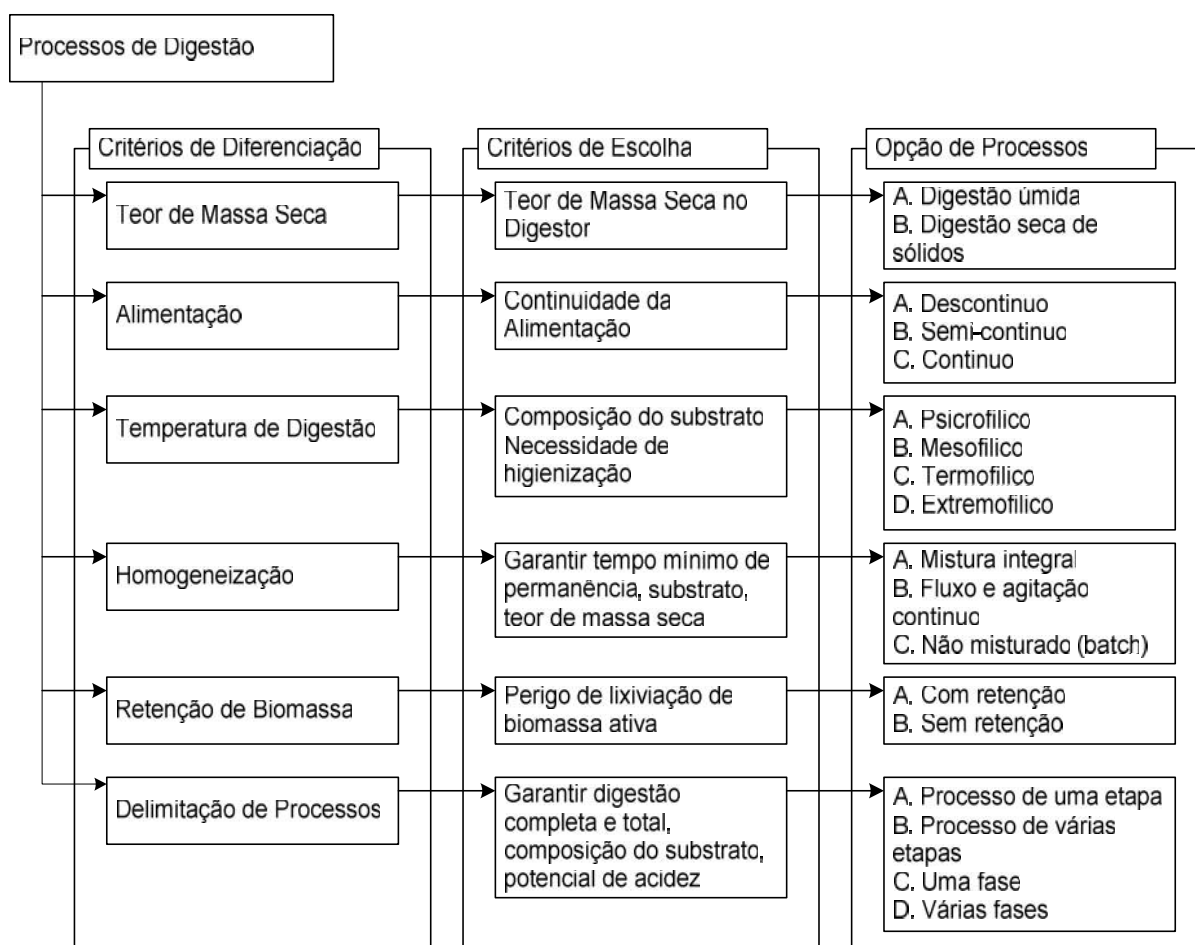 Processos de Digestão
Critérios de Diferenciação
Critérios de Escolha
Opção de Processos
Teor de Massa Seca
Teor de Massa Seca no
Digestor
A. Digestão úmida
B. Digestão seca de
sólidos
Alimentação
Continuidade da
Alimentação
A. Descontinuo
B. Semi-continuo
C. Continuo
Temperatura de Digestão
Composição do substrato
Necessidade de
higienização
A. Psicrofilico
B. Mesofilico
C. Termofilico
D. Extremofilico
Homogeneização
Garantir tempo minimo de
permanência, substrato,
teor de massa seca
A. Mistura integral
B. Fluxo e agitação
continuo
C. Não misturado (batch)
Retenção de Biomassa
Perigo de lixiviação de
biomassa ativa
A. Com retenção
B. Sem retenção
Delimitação de Processos
Garantir digestão
completa e total,
composição do substrato,
potencial de acidez
A. Processo de uma etapa
B. Processo de várias
etapas
C. Uma fase
D. Várias fases